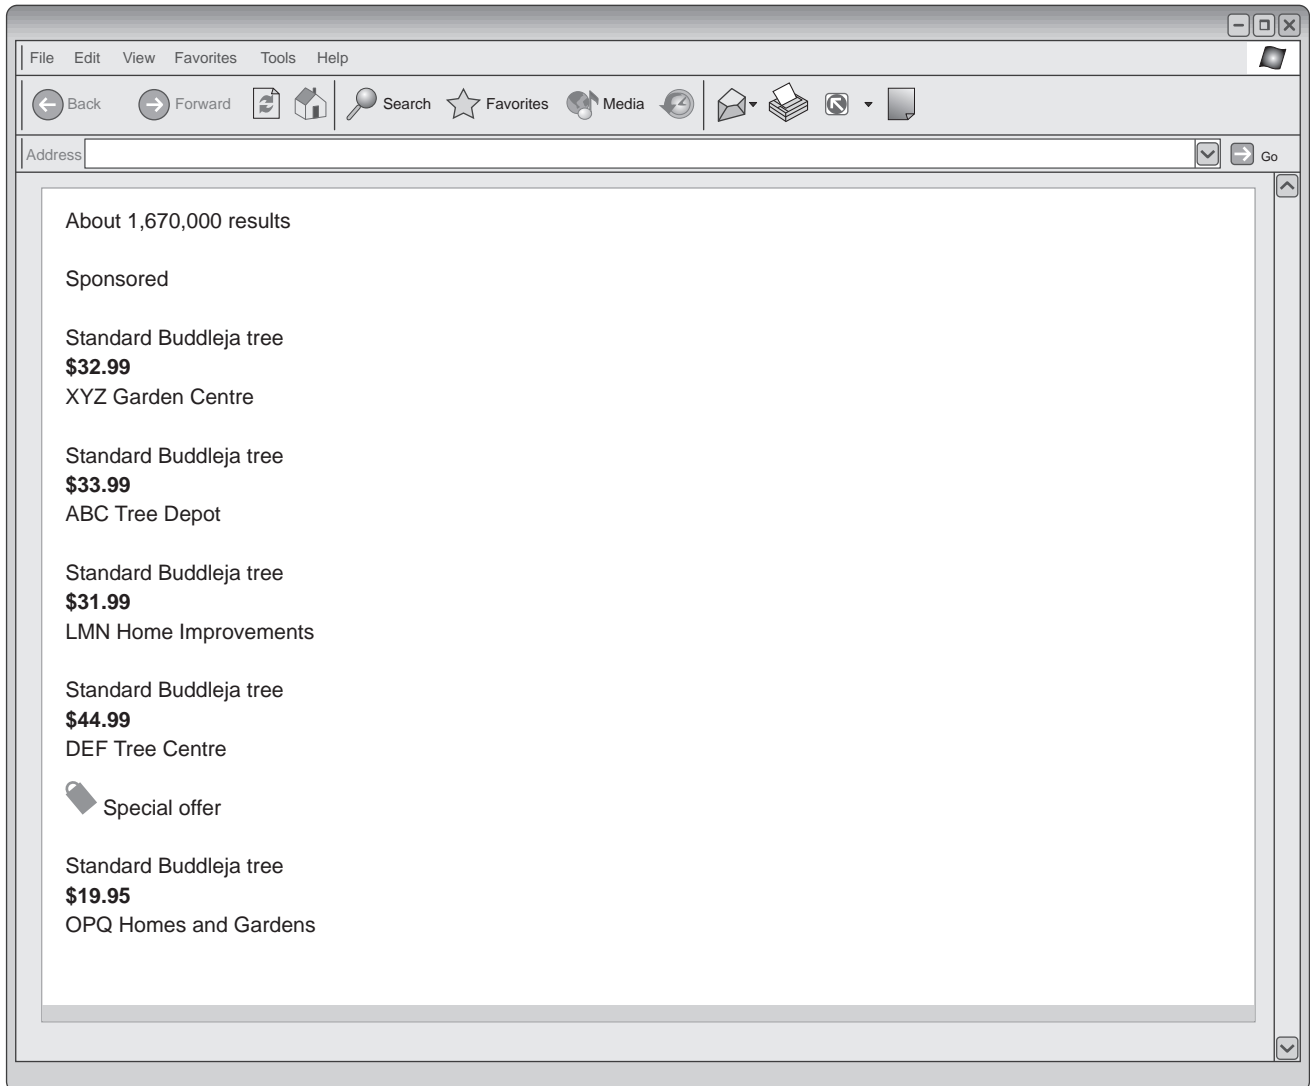 File Edit View Favorites Tools Help
Back Forward Search Favorites Media
Address Go
About 1,670,000 results
Sponsored
Standard Buddleja tree
$32.99
XYZ Garden Centre
Standard Buddleja tree
$33.99
ABC Tree Depot
Standard Buddleja tree
$31.99
LMN Home Improvements
Standard Buddleja tree
$44.99
DEF Tree Centre
Special offer
Standard Buddleja tree
$19.95
OPQ Homes and Gardens